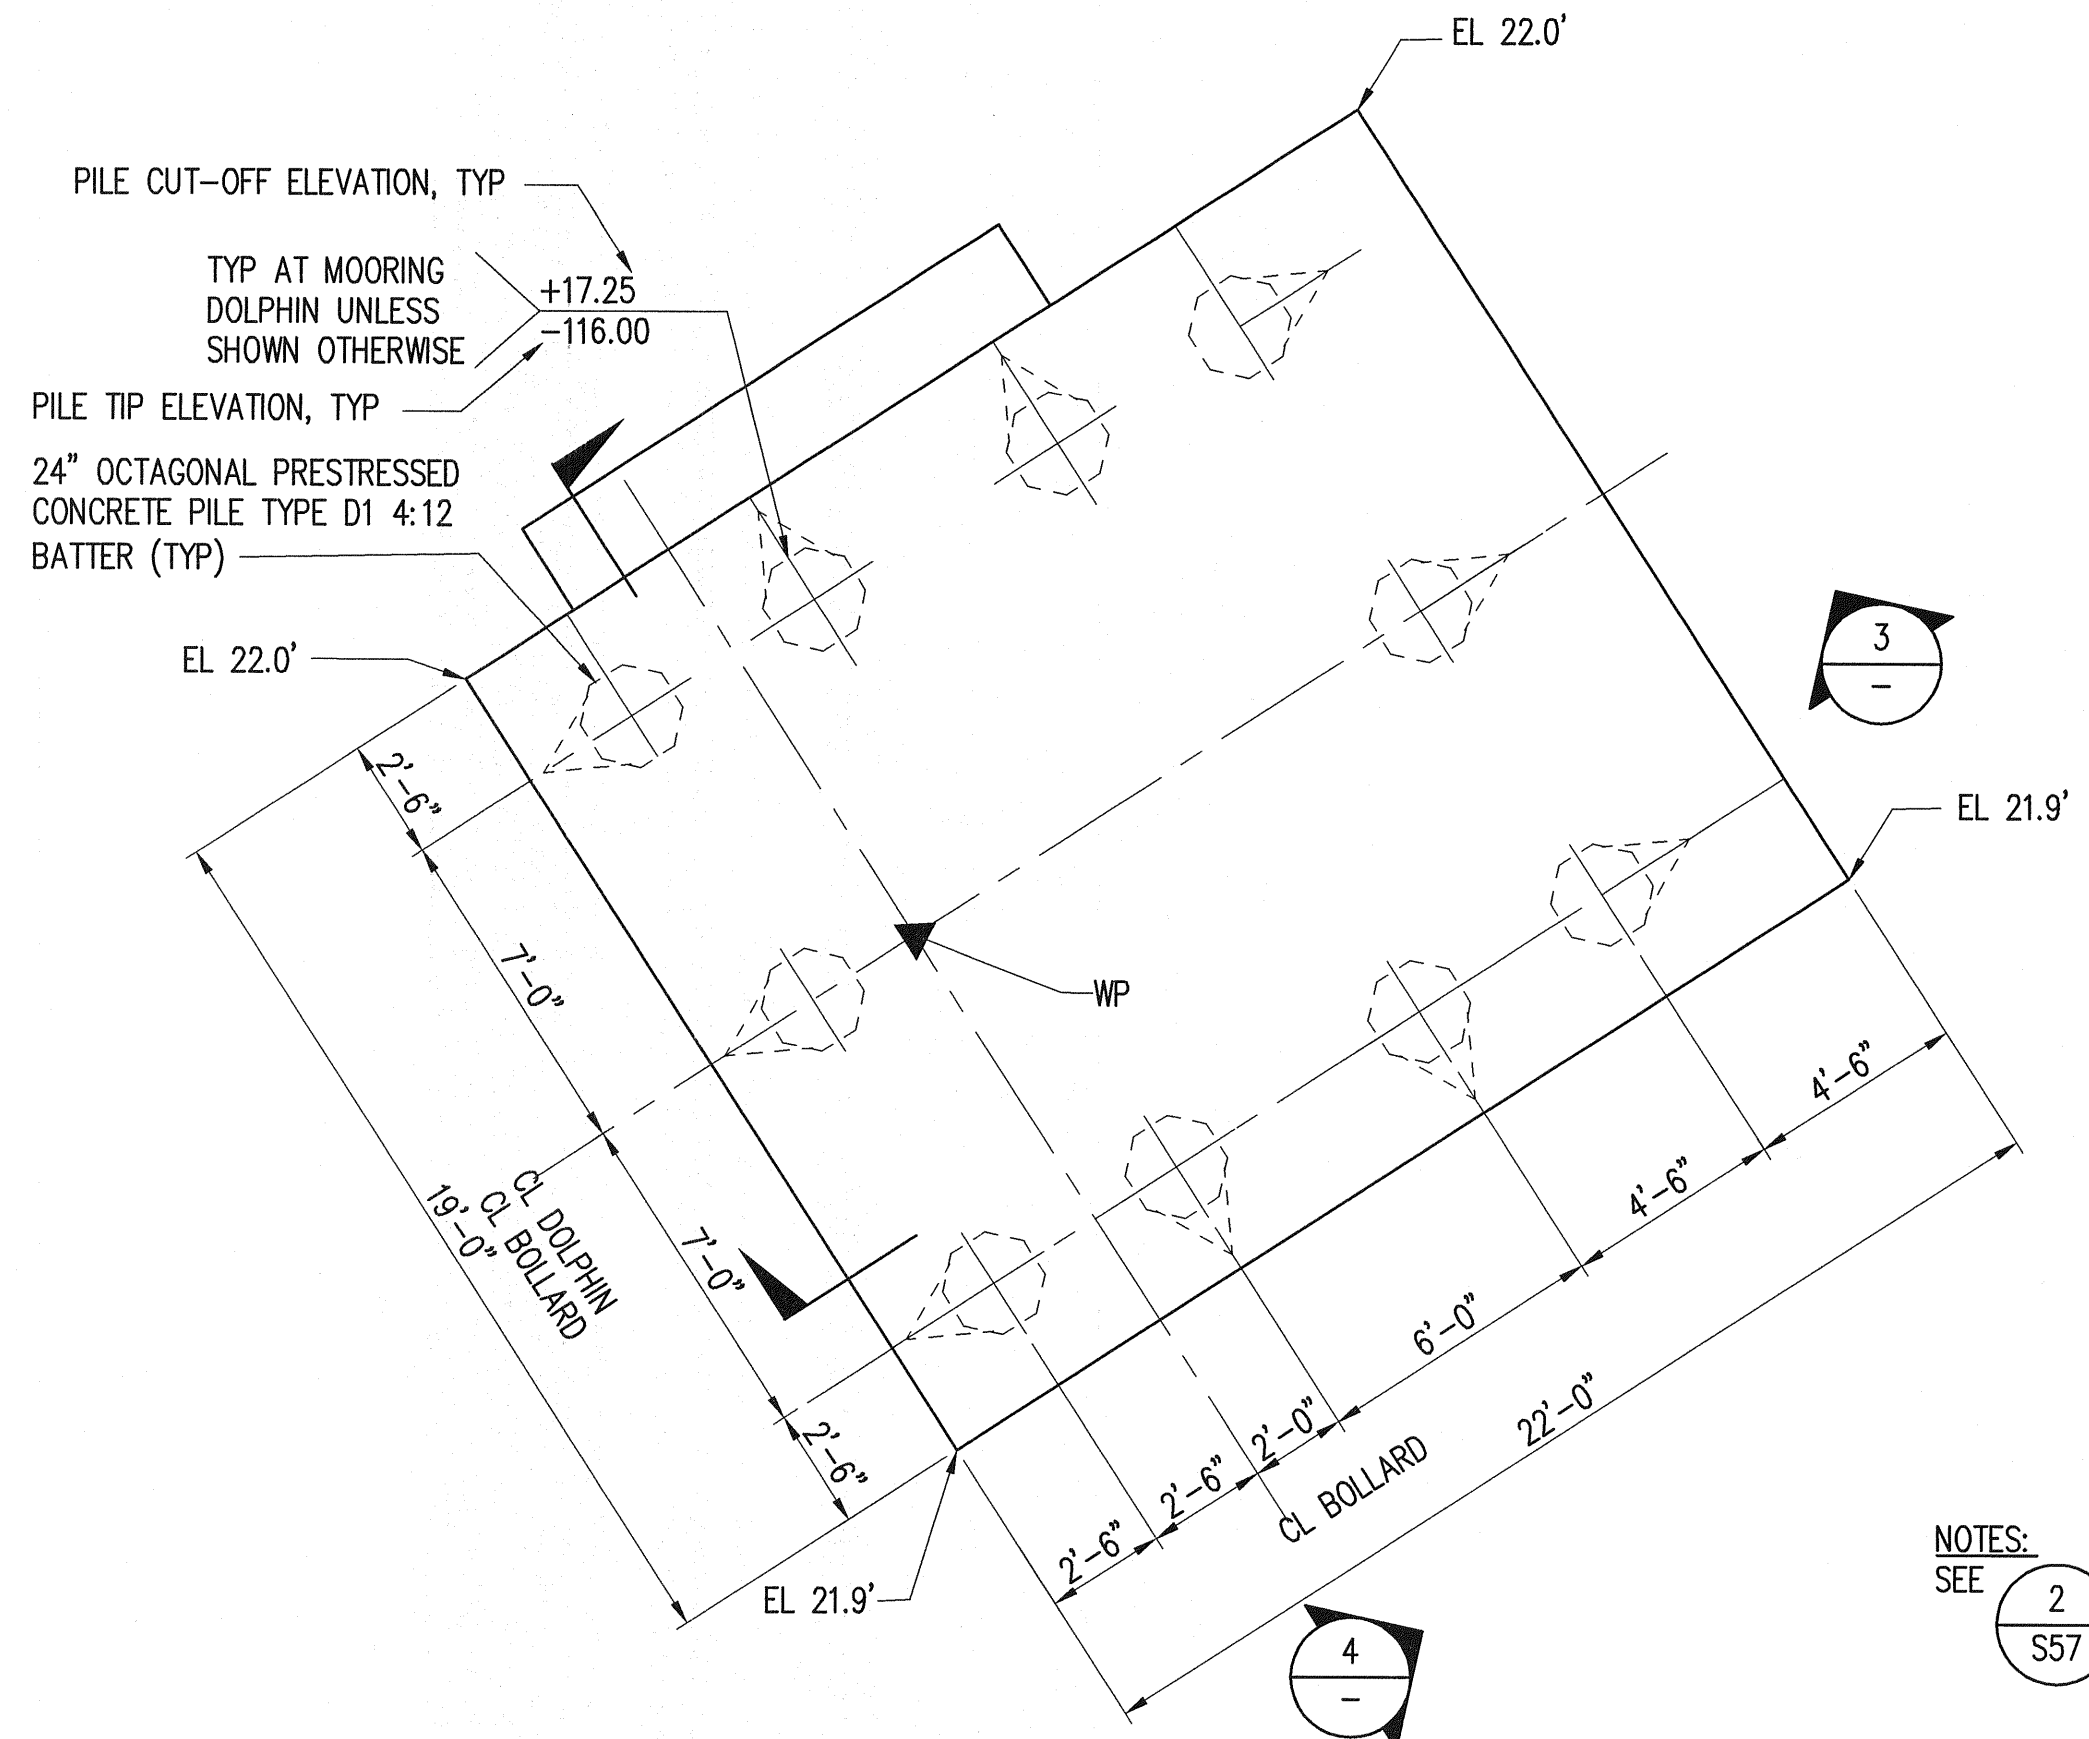 EL 22.0'
PILE CUT-OFF ELEVATION, TYP
TYP AT MOORING
DOLPHIN UNLESS
SHOWN OTHERWISE
+17.25
-116.00
PILE TIP ELEVATION, TYP
24" OCTAGONAL PRESTRESSED
CONCRETE PILE TYPE D1 4:12
BATTER (TYP)
EL 22.0'
3
-
EL 21.9'
2'-6"
7'-0"
WP
CL DOLPHIN
CL BOLLARD
19'-0"
7'-0"
2'-6"
4'-6"
4'-6"
6'-0"
22'-0"
2'-0"
2'-6"
2'-6"
CL BOLLARD
EL 21.9'
4
-
NOTES:
SEE
2
S57